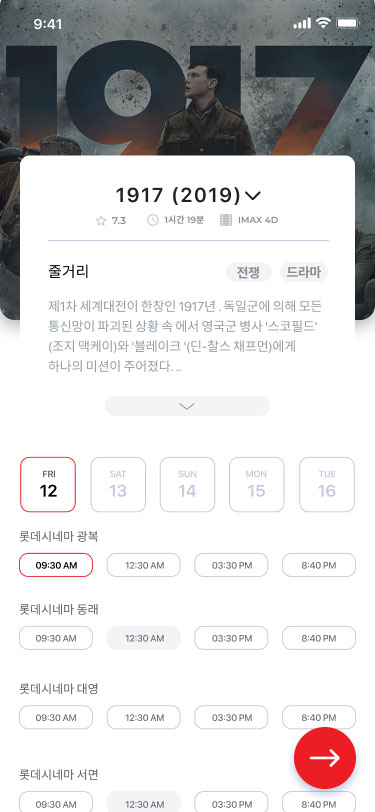 9:41
1917
1917 (2019)
7.3 1시간 19분 IMAX 4D
줄거리 전쟁 드라마
제1차 세계대전이 한창인 1917년 . 독일군에 의해 모든
통신망이 파괴된 상황 속 에서 영국군 병사 '스코필드'
(조지 맥케이)와 '블레이크 '(딘-찰스 채프먼)에게
하나의 미션이 주어졌다. ..
FRI SAT SUN MON TUE
12 13 14 15 16
롯데시네마 광복
09:30 AM 12:30 AM 03:30 PM 8:40 PM
롯데시네마 동래
09:30 AM 12:30 AM 03:30 PM 8:40 PM
롯데시네마 대영
09:30 AM 12:30 AM 03:30 PM 8:40 PM
롯데시네마 서면
09:30 AM 12:30 AM 03:30 PM 8:40 PM